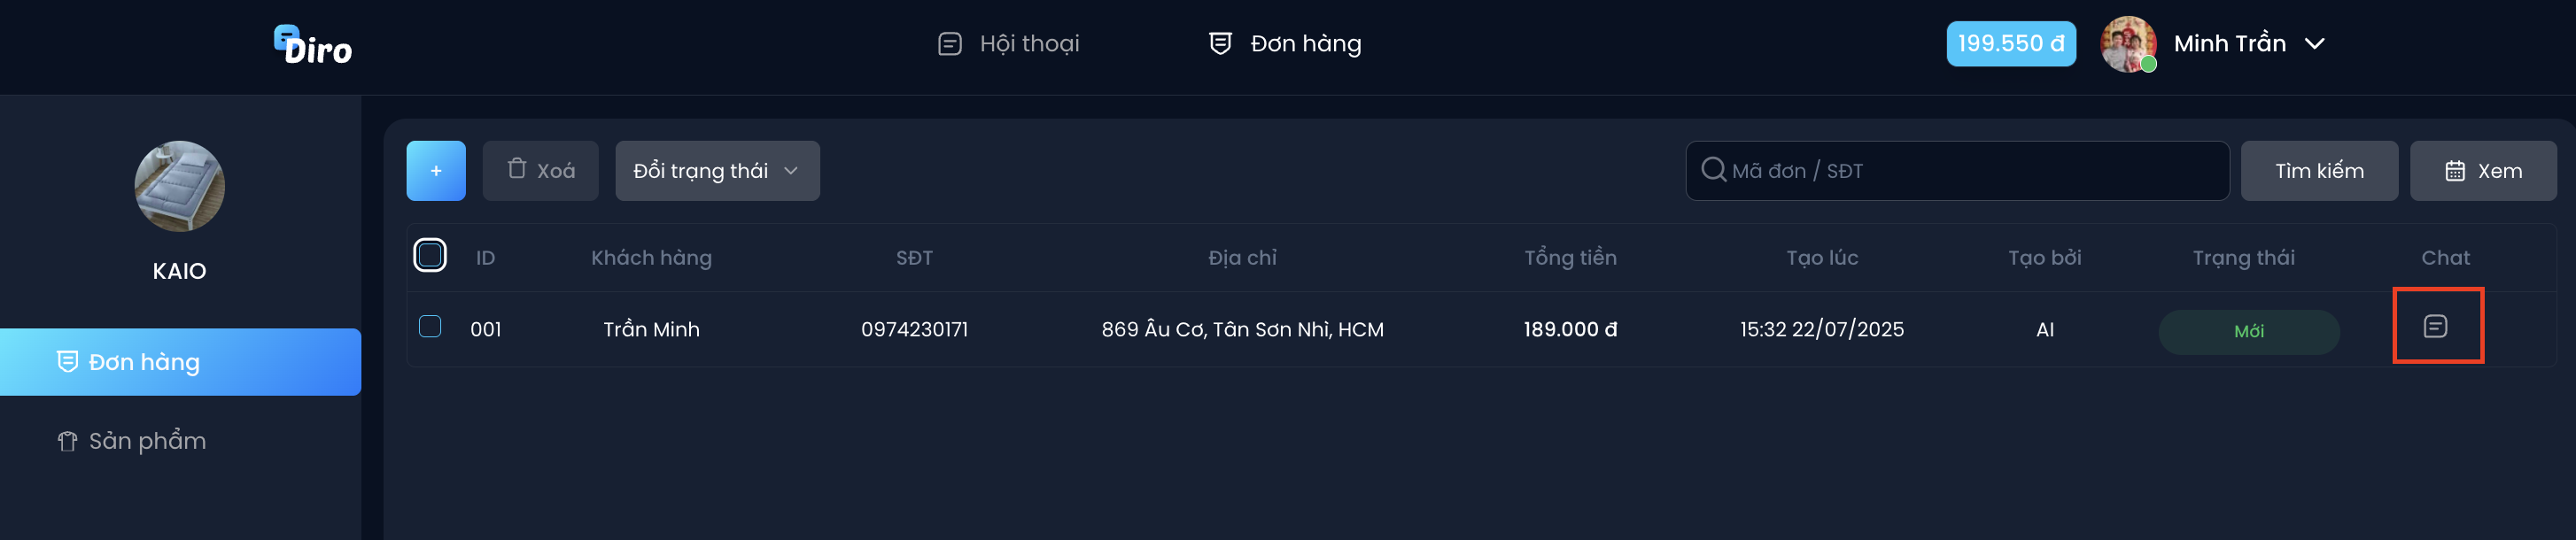 Diro
Hội thoại
Đơn hàng
199.550 đ
Minh Trần
KAIO
Đơn hàng
Sản phẩm
+
Xoá
Đổi trạng thái
Mã đơn / SĐT
Tìm kiếm
Xem
ID Khách hàng SĐT Địa chỉ Tổng tiền Tạo lúc Tạo bởi Trạng thái Chat
001 Trần Minh 0974230171 869 Âu Cơ, Tân Sơn Nhì, HCM 189.000 đ 15:32 22/07/2025 AI Mới